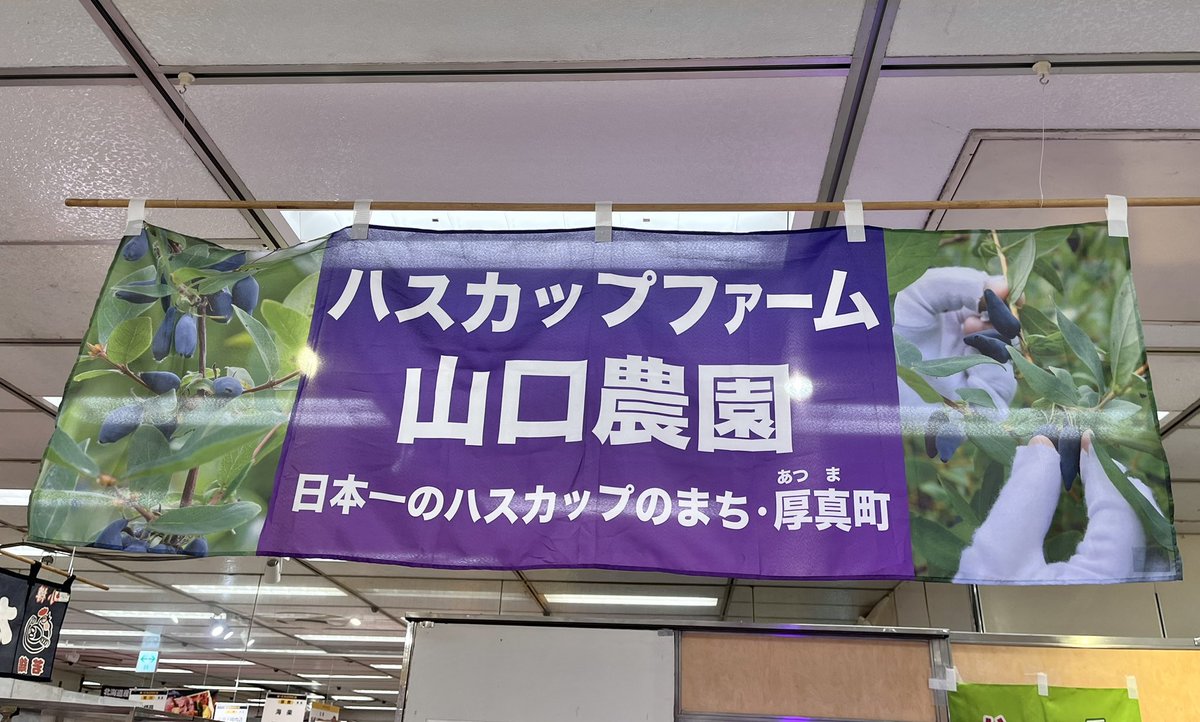 ハスカップファーム
山口農園
あつ ま
日本一のハスカップのまち・厚真町